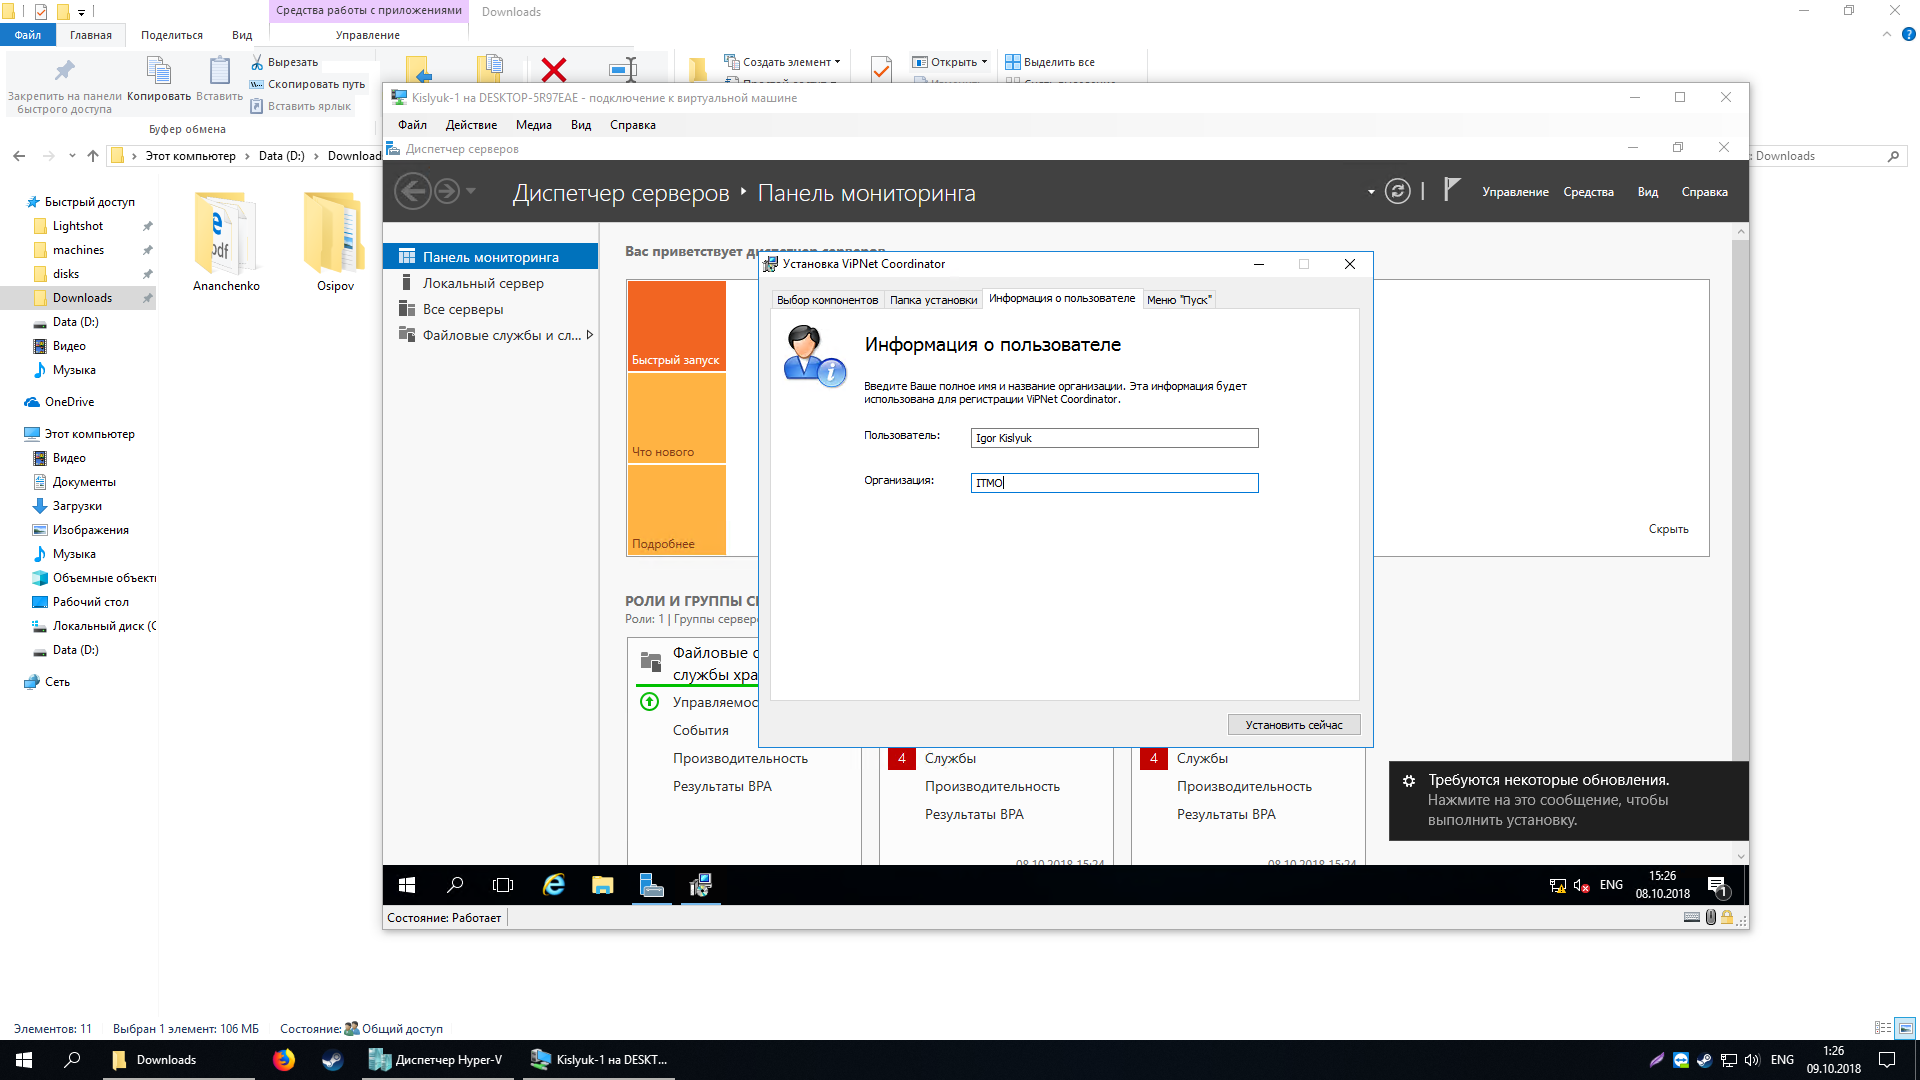 Средства работы с приложениями
Downloads
Файл
Главная
Поделиться
Вид
Управление
Закрепить на панели
быстрого доступа
Копировать
Вставить
Вырезать
Скопировать путь
Вставить ярлык
Буфер обмена
Создать элемент
Открыть
Выделить все
Этот компьютер
Data (D:)
Downloads
Быстрый доступ
Lightshot
machines
disks
Downloads
Data (D:)
Видео
Музыка
OneDrive
Этот компьютер
Видео
Документы
Загрузки
Изображения
Музыка
Объемные объекты
Рабочий стол
Локальный диск (C
Data (D:)
Сеть
Ananchenko
Osipov
Kislyuk-1 на DESKTOP-5R97EAE - подключение к виртуальной машине
Файл
Действие
Медиа
Вид
Справка
Диспетчер серверов
Диспетчер серверов
Панель мониторинга
Управление
Средства
Вид
Справка
Панель мониторинга
Локальный сервер
Все серверы
Файловые службы и сл...
Вас приветствует диспетчер серверов
Быстрый запуск
Что нового
Подробнее
Скрыть
РОЛИ И ГРУППЫ СЕ
Роли: 1 | Группы серверо
Файловые с
службы хра
Управляемос
События
Производительность
Результаты BPA
4 Службы
Производительность
Результаты BPA
08.10.2018 15:24
4 Службы
Производительность
Результаты BPA
08.10.2018 15:24
Установка ViPNet Coordinator
Выбор компонентов
Папка установки
Информация о пользователе
Меню "Пуск"
Информация о пользователе
Введите Ваше полное имя и название организации. Эта информация будет
использована для регистрации ViPNet Coordinator.
Пользователь:
Igor Kislyuk
Организация:
ITMO
Установить сейчас
Требуются некоторые обновления.
Нажмите на это сообщение, чтобы
выполнить установку.
ENG
15:26
08.10.2018
1
Состояние: Работает
Элементов: 11
Выбран 1 элемент: 106 МБ
Состояние:
Общий доступ
Downloads
Диспетчер Hyper-V
Kislyuk-1 на DESKT...
ENG
1:26
09.10.2018